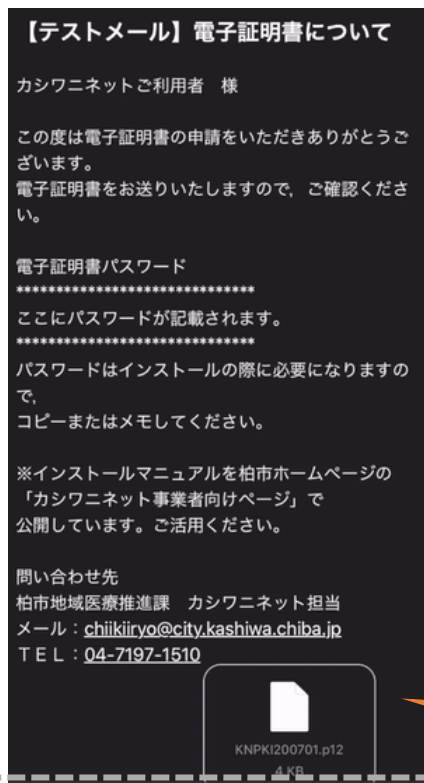 【テストメール】電子証明書について
カシワニネットご利用者　様
この度は電子証明書の申請をいただきありがとうご
ざいます。
電子証明書をお送りいたしますので，ご確認くださ
い。
電子証明書パスワード
******************************
ここにパスワードが記載されます。
******************************
パスワードはインストールの際に必要になりますの
で，
コピーまたはメモしてください。
※インストールマニュアルを柏市ホームページの
「カシワニネット事業者向けページ」で
公開しています。ご活用ください。
問い合わせ先
柏市地域医療推進課　カシワニネット担当
メール：chiikiiryo@city.kashiwa.chiba.jp
ＴＥＬ：04-7197-1510
KNPKI200701.p12
4 KB